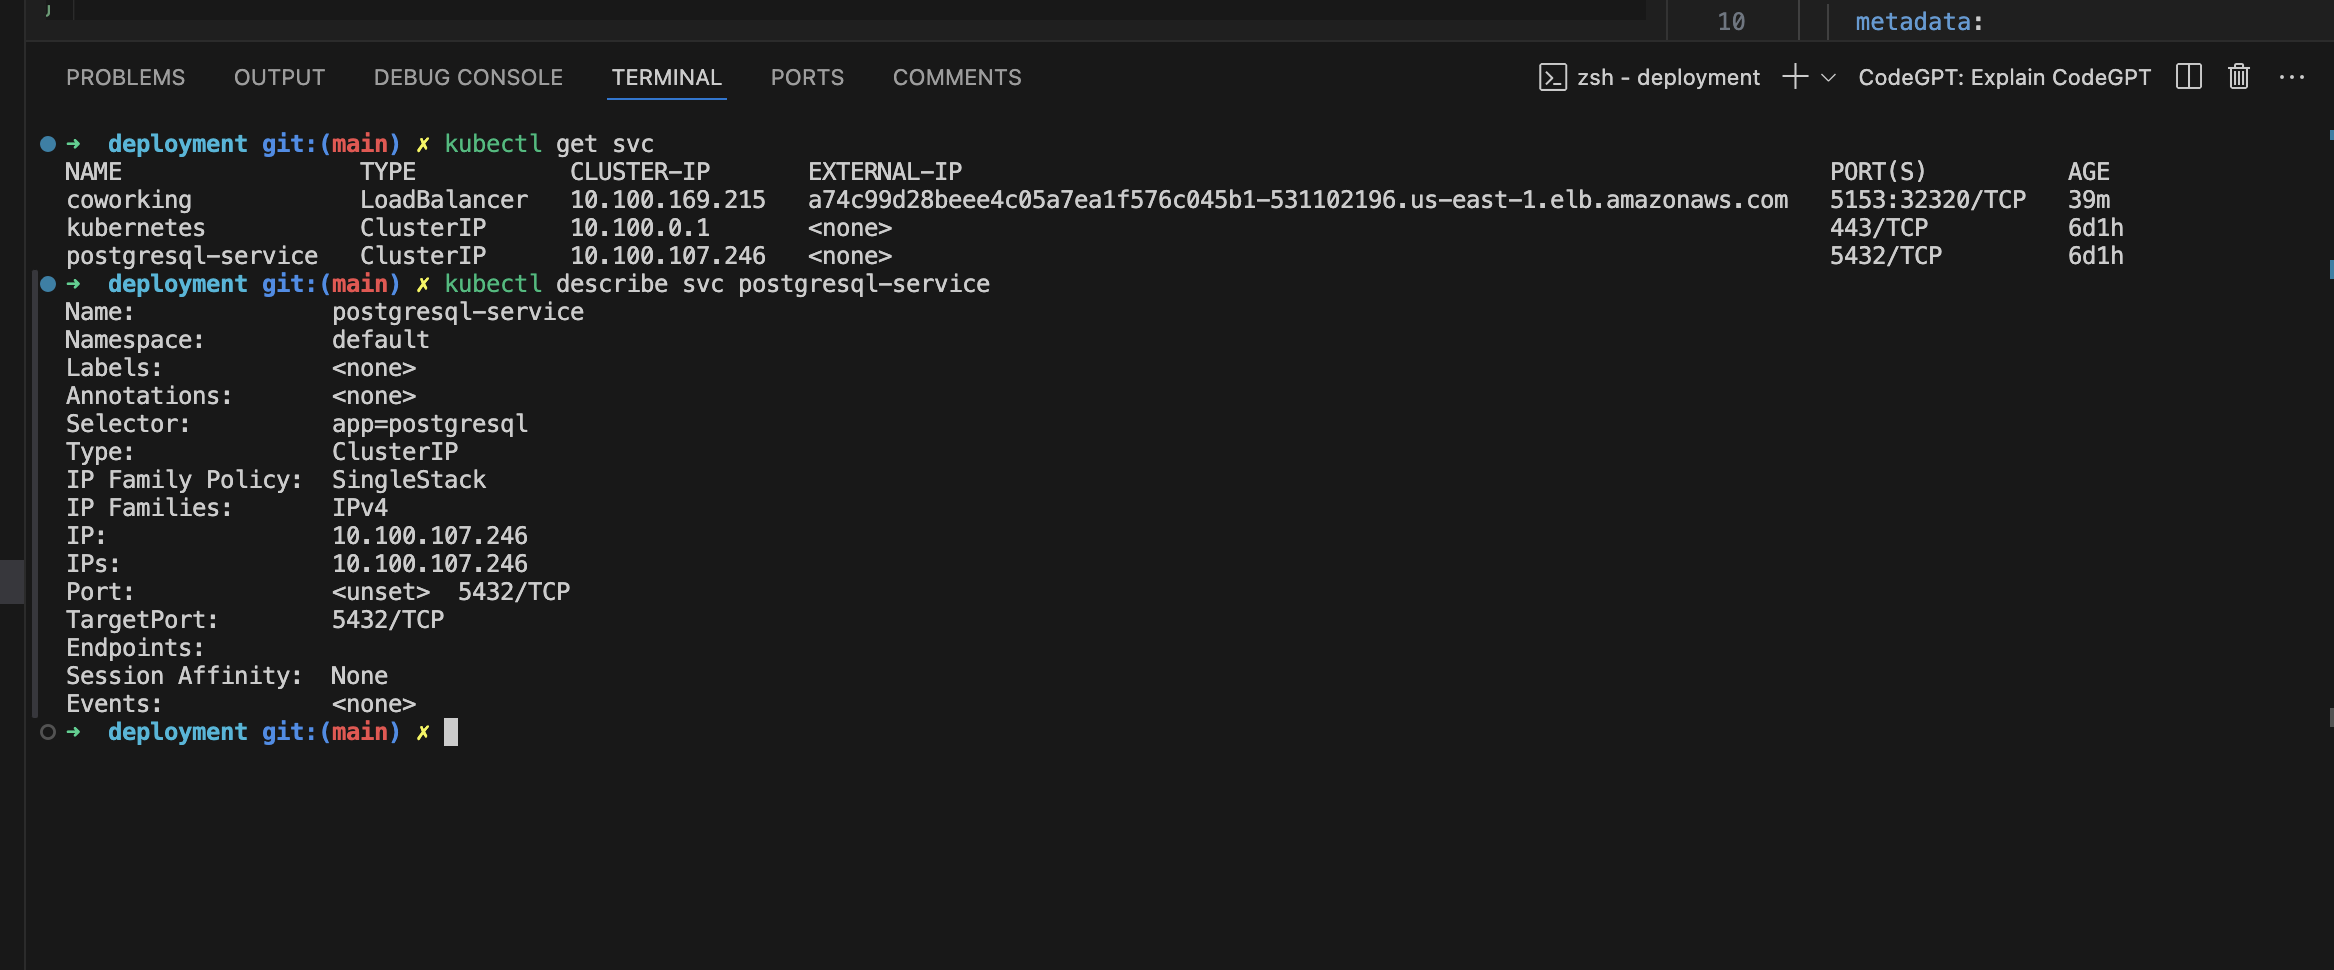 10 metadata:
PROBLEMS OUTPUT DEBUG CONSOLE TERMINAL PORTS COMMENTS zsh - deployment CodeGPT: Explain CodeGPT
➜ deployment git:(main) ✗ kubectl get svc
NAME TYPE CLUSTER-IP EXTERNAL-IP PORT(S) AGE
coworking LoadBalancer 10.100.169.215 a74c99d28beee4c05a7ea1f576c045b1-531102196.us-east-1.elb.amazonaws.com 5153:32320/TCP 39m
kubernetes ClusterIP 10.100.0.1 <none> 443/TCP 6d1h
postgresql-service ClusterIP 10.100.107.246 <none> 5432/TCP 6d1h
➜ deployment git:(main) ✗ kubectl describe svc postgresql-service
Name: postgresql-service
Namespace: default
Labels: <none>
Annotations: <none>
Selector: app=postgresql
Type: ClusterIP
IP Family Policy: SingleStack
IP Families: IPv4
IP: 10.100.107.246
IPs: 10.100.107.246
Port: <unset> 5432/TCP
TargetPort: 5432/TCP
Endpoints:
Session Affinity: None
Events: <none>
➜ deployment git:(main) ✗